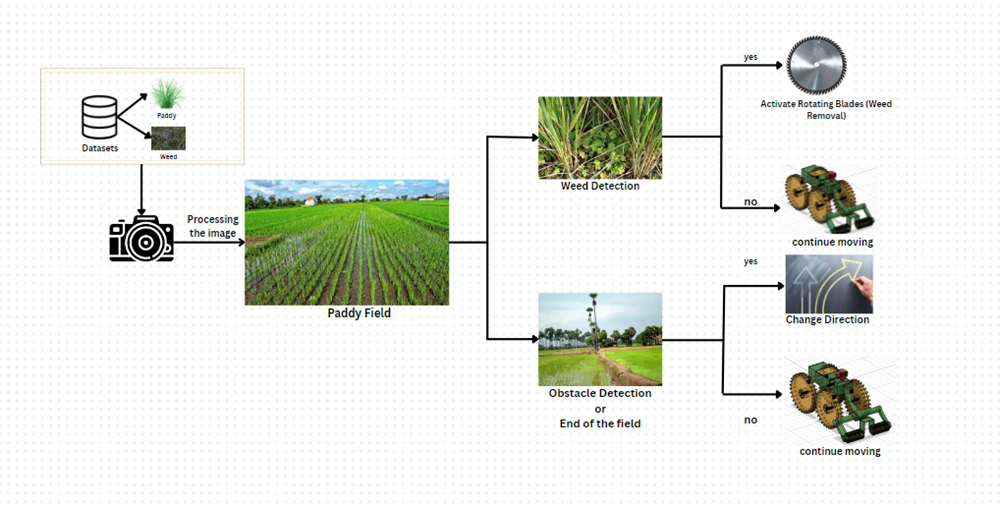 Paddy
Datasets
Weed
Processing
the image
Paddy Field
Weed Detection
yes
Activate Rotating Blades (Weed
Removal)
no
continue moving
Obstacle Detection
or
End of the field
yes
Change Direction
no
continue moving